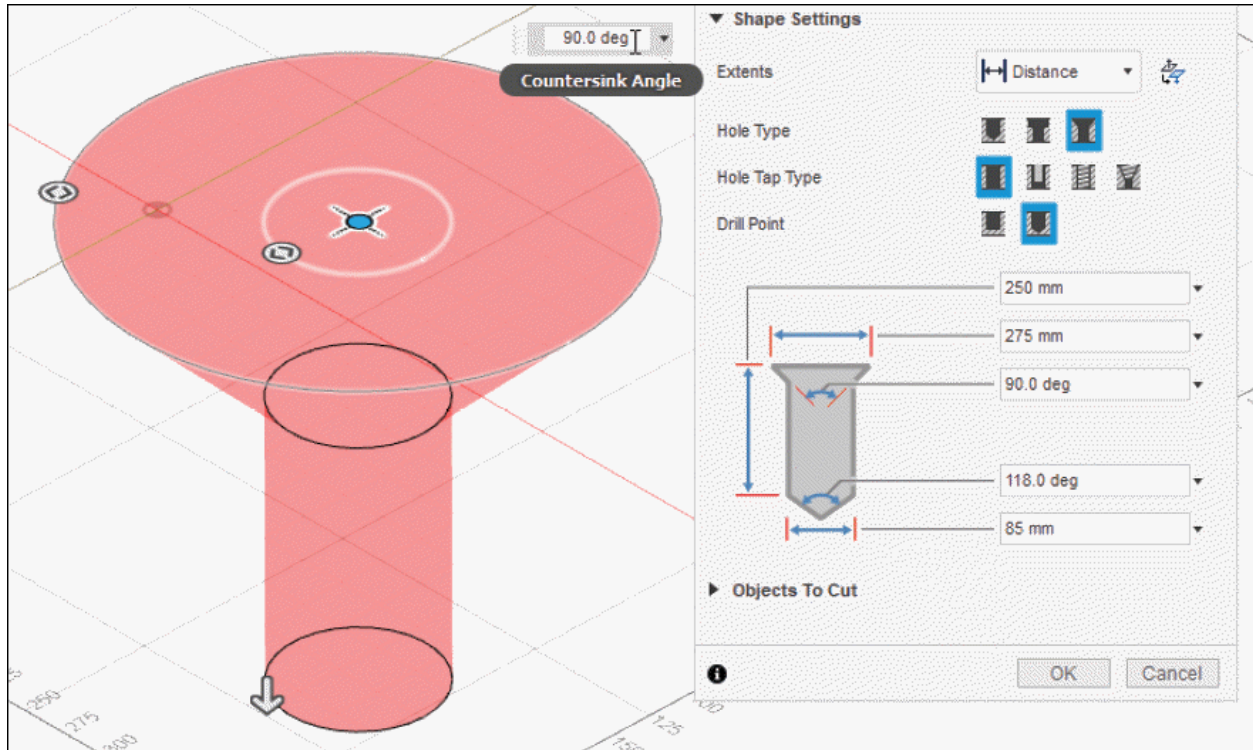 90.0 deg
Countersink Angle
Shape Settings
Extents
Distance
Hole Type
Hole Tap Type
Drill Point
250 mm
275 mm
90.0 deg
118.0 deg
85 mm
Objects To Cut
OK
Cancel
250
275
300
125